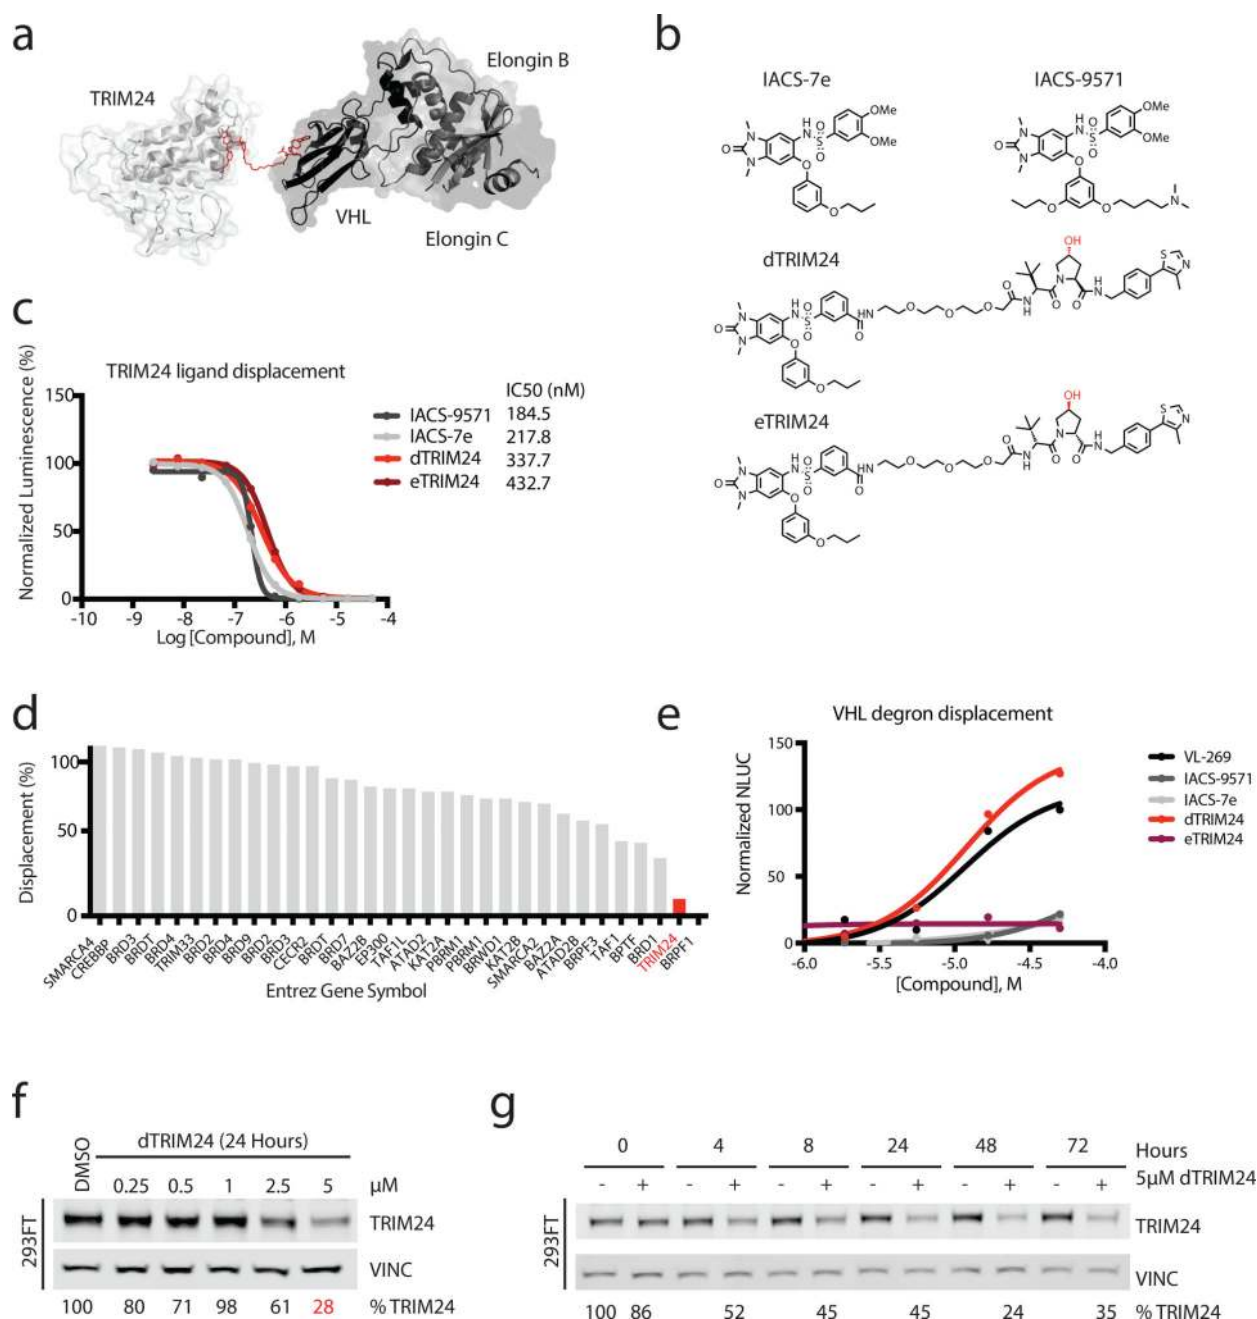 a
TRIM24
Elongin B
VHL
Elongin C
b
IACS-7e
IACS-9571
dTRIM24
eTRIM24
c
TRIM24 ligand displacement
Normalized Luminescence (%)
150
100
50
0
-10 -9 -8 -7 -6 -5 -4
Log [Compound], M
IC50 (nM)
IACS-9571 184.5
IACS-7e 217.8
dTRIM24 337.7
eTRIM24 432.7
d
Displacement (%)
100
50
0
SMARCA4
CREBBP
BRD3
BRDT
BRD4
TRIM33
BRD2
BRD4
BRD9
BRD2
BRD3
CECR2
BRDT
BRD7
BAZ2B
EP300
TAF1L
ATAD2
KAT2A
PBRM1
PBRM1
BRWD1
KAT2B
SMARCA2
BAZ2A
ATAD2B
BRPF3
TAF1
BPTF
BRD1
TRIM24
BRPF1
Entrez Gene Symbol
e
VHL degron displacement
Normalized NLUC
150
100
50
0
-6.0 -5.5 -5.0 -4.5 -4.0
[Compound], M
VL-269
IACS-9571
IACS-7e
dTRIM24
eTRIM24
f
dTRIM24 (24 Hours)
DMSO 0.25 0.5 1 2.5 5 µM
293FT
TRIM24
VINC
100 80 71 98 61 28 % TRIM24
g
0 4 8 24 48 72 Hours
- + - + - + - + - + - + 5µM dTRIM24
293FT
TRIM24
VINC
100 86 52 45 45 24 35 % TRIM24